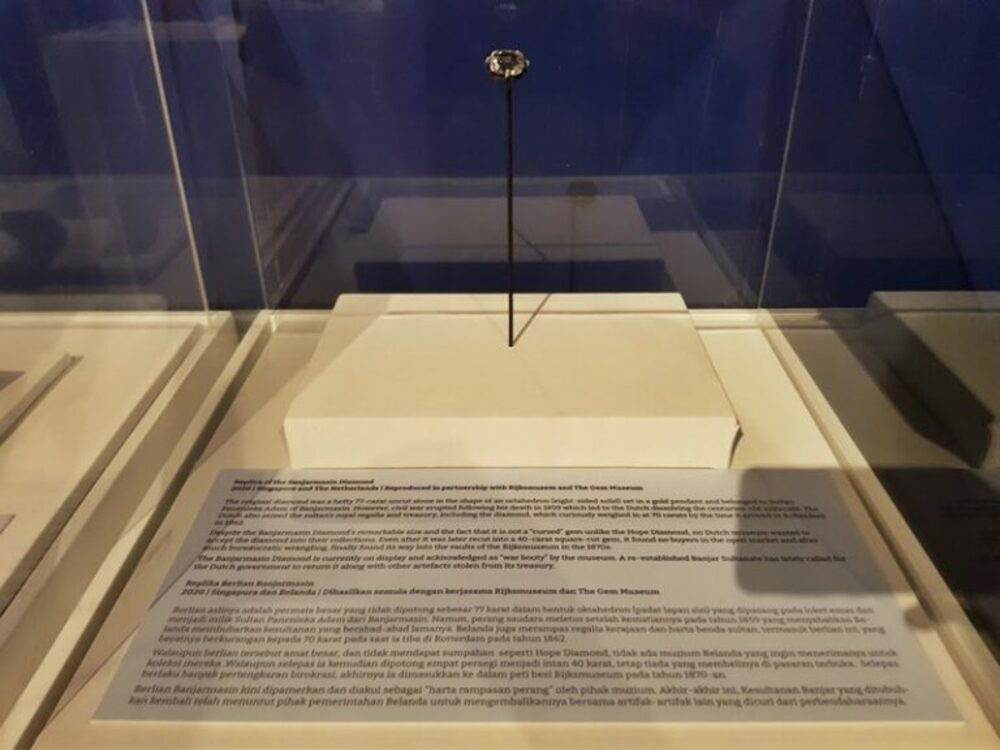 Replica of the Banjarmasin Diamond
2020 | Singapore and The Netherlands | Reproduced in partnership with Rijksmuseum and The Gem Museum
The original diamond was a hefty 77-carat uncut stone in the shape of an octahedron (eight-sided solid) set in a gold pendant and belonged to Sultan
Panembakan Adam of Banjarmasin. However, civil war erupted following his death in 1859 which led to the Dutch dissolving the centuries-old sultanate. The
Dutch also seized the sultan's royal regalia and treasury, including the diamond, which curiously weighed in at 70 carats by the time it arrived in Rotterdam
in 1862.
Despite the Banjarmasin Diamond's remarkable size and the fact that it is not a "cursed" gem unlike the Hope Diamond, no Dutch museum wanted to
accept the diamond into their collections. Even after it was later recut into a 40-carat square-cut gem, it found no buyers in the open market and after
much bureaucratic wrangling, finally found its way into the vaults of the Rijksmuseum in the 1870s.
The Banjarmasin Diamond is currently on display and acknowledged as "war booty" by the museum. A re-established Banjar Sultanate has lately called for
the Dutch government to return it along with other artefacts stolen from its treasury.
Replika Berlian Banjarmasin
2020 | Singapura dan Belanda | Dihasilkan semula dengan kerjasama Rijksmuseum dan The Gem Museum
Berlian aslinya adalah permata besar yang tidak dipotong sebesar 77 karat dalam bentuk oktahedron (padat lapan sisi) yang dipasang pada loket emas dan
menjadi milik Sultan Panembakan Adam dari Banjarmasin. Namun, perang saudara meletus setelah kematiannya pada tahun 1859 yang menyebabkan Be-
landa membubarkan kesultanan yang berabad-abad lamanya. Belanda juga merampas regalia kerajaan dan harta benda sultan, termasuk berlian ini, yang
beratnya berkurangan kepada 70 karat pada saat ia tiba di Rotterdam pada tahun 1862.
Walaupun berlian tersebut amat besar, dan tidak mendapat sumpahan seperti Hope Diamond, tidak ada muzium Belanda yang ingin menerimanya untuk
koleksi mereka. Walaupun selepas ia kemudian dipotong empat persegi menjadi intan 40 karat, tetap tiada yang membelinya di pasaran terbuka. Selepas
berlaku banyak pertengkaran birokrasi, akhirnya ia dimasukkan ke dalam peti besi Rijksmuseum pada tahun 1870-an.
Berlian Banjarmasin kini dipamerkan dan diakui sebagai "harta rampasan perang" oleh pihak muzium. Akhir-akhir ini, Kesultanan Banjar yang ditubuh-
kan kembali telah menuntut pihak pemerintahan Belanda untuk mengembalikannya bersama artifak-artifak lain yang dicuri dari perbendaharaannya.